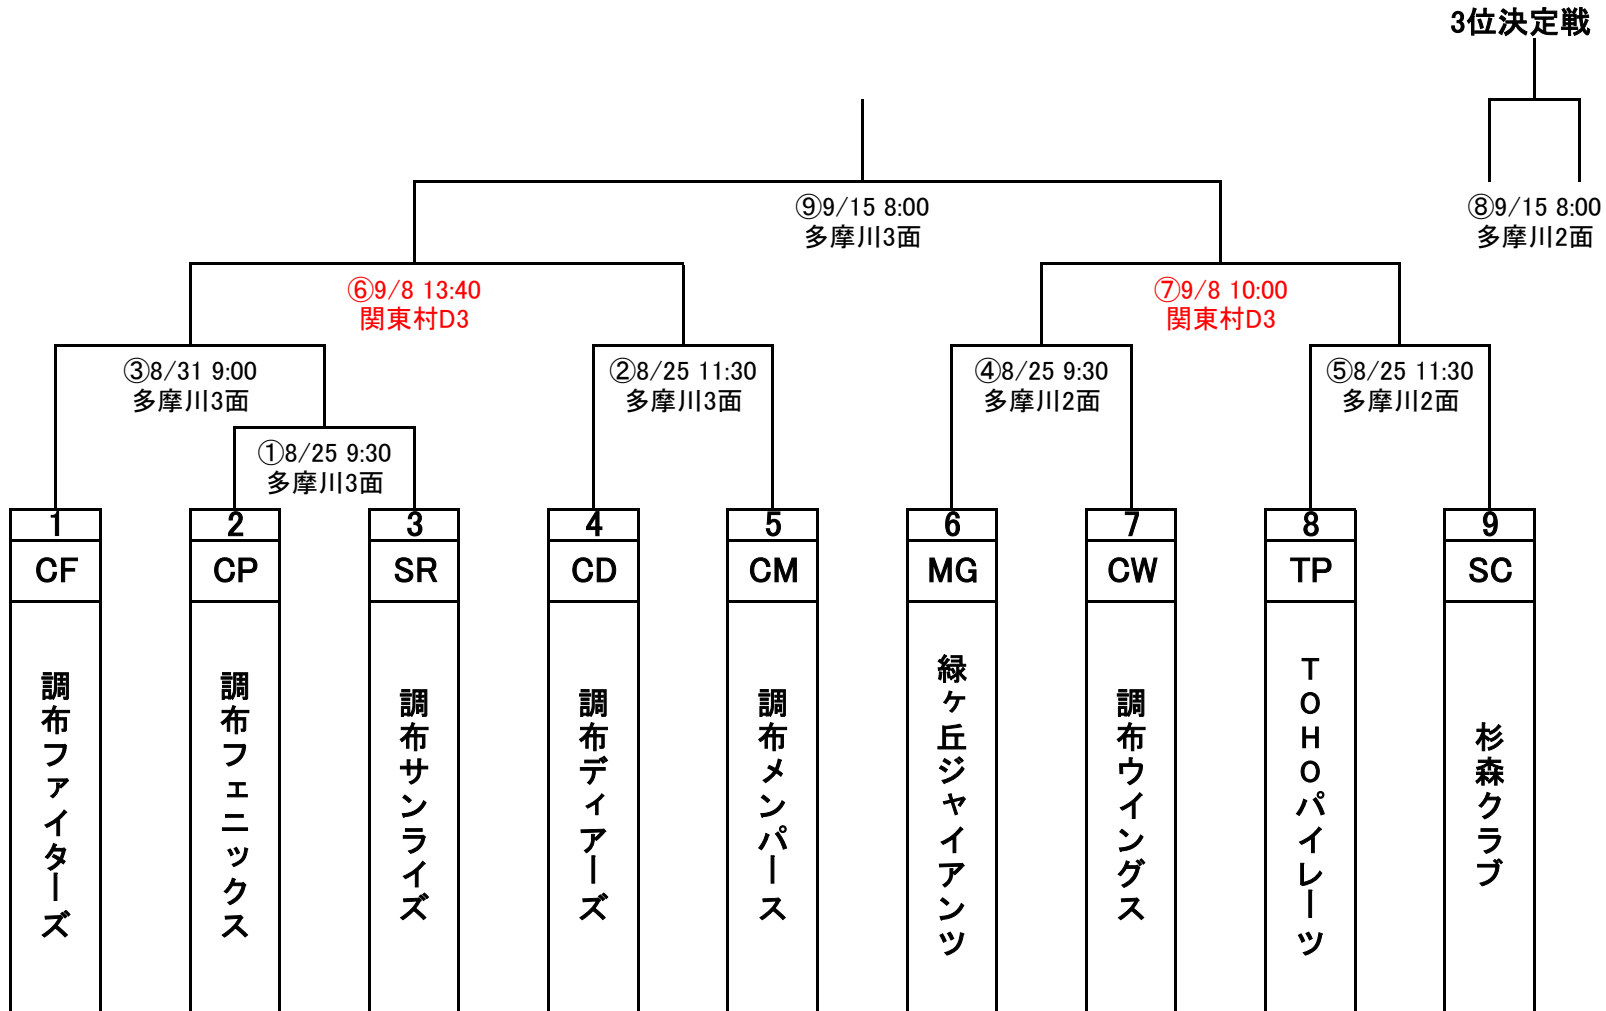 3位決定戦
⑨9/15 8:00
多摩川3面
⑧9/15 8:00
多摩川2面
⑥9/8 13:40
関東村D3
⑦9/8 10:00
関東村D3
③8/31 9:00
多摩川3面
②8/25 11:30
多摩川3面
④8/25 9:30
多摩川2面
⑤8/25 11:30
多摩川2面
①8/25 9:30
多摩川3面
1
2
3
4
5
6
7
8
9
CF
CP
SR
CD
CM
MG
CW
TP
SC
調布ファイターズ
調布フェニックス
調布サンライズ
調布ディアーズ
調布メンパース
緑ヶ丘ジャイアンツ
調布ウイングス
TOHOパイレーツ
杉森クラブ